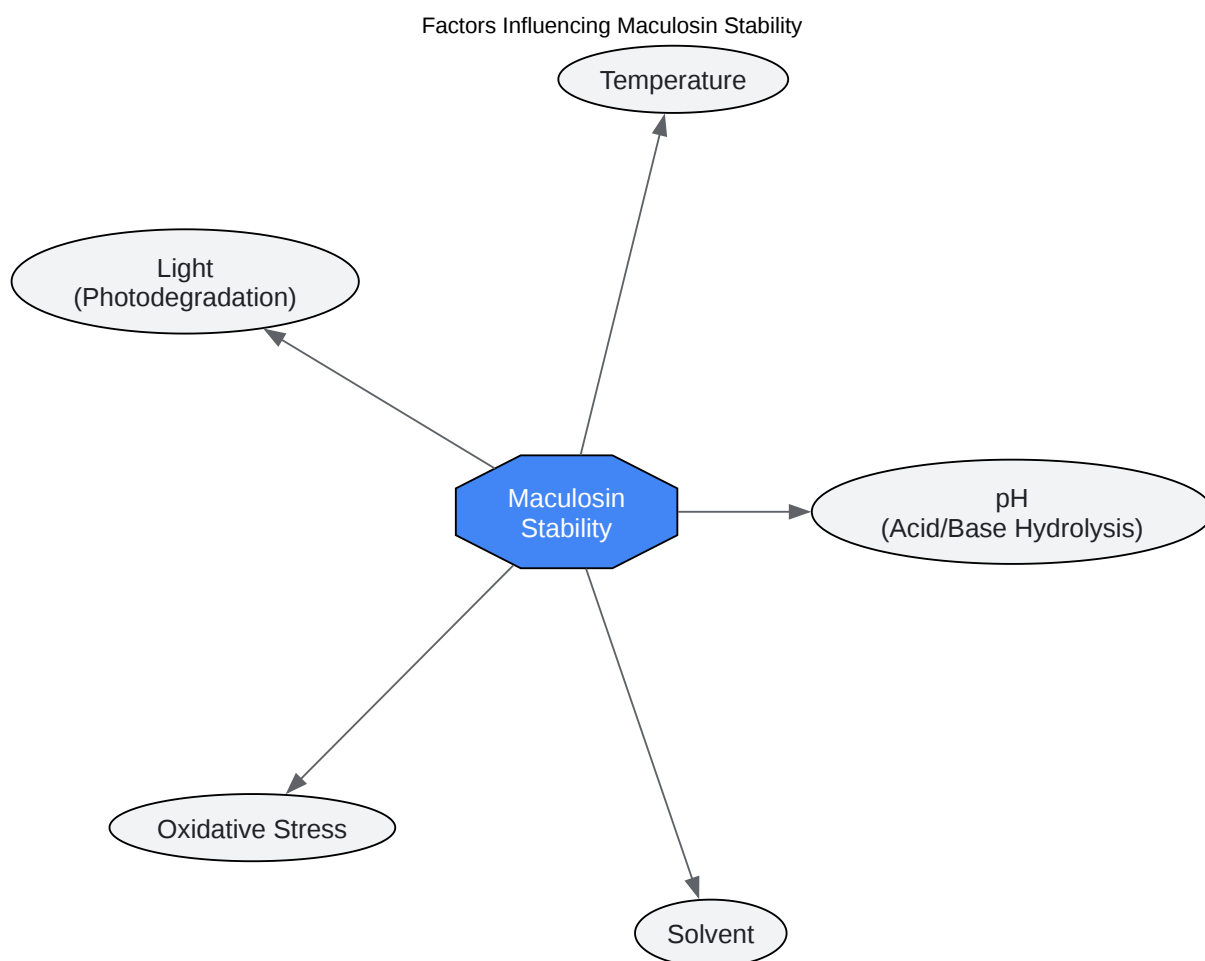 Factors Influencing Maculosin Stability
Temperature
Light
(Photodegradation)
Maculosin
Stability
pH
(Acid/Base Hydrolysis)
Oxidative Stress
Solvent